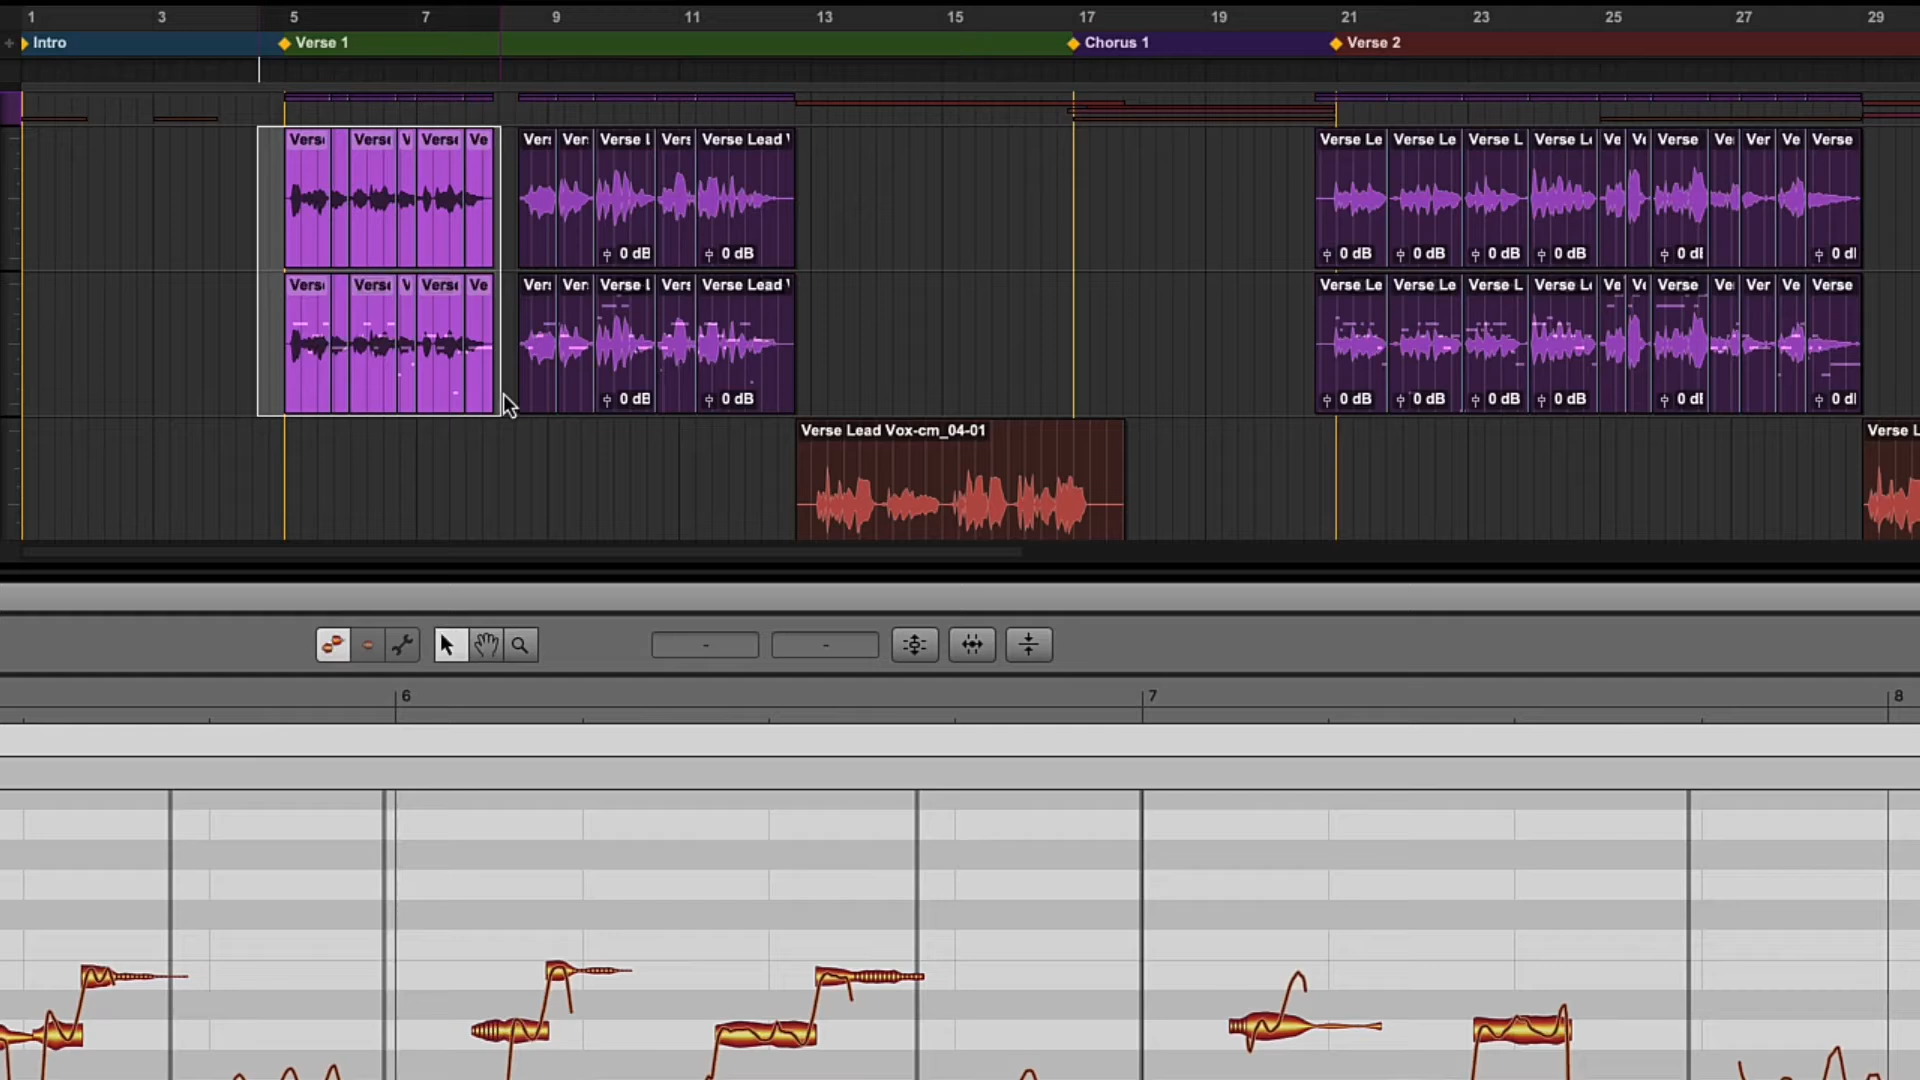 1 3 5 7 9 11 13 15 17 19 21 23 25 27 29
Intro Verse 1 Chorus 1 Verse 2
Vers Vers V Vers Ve Ver Ver Verse L Vers Verse Lead Verse Le Verse Le Verse L Verse L Ve V Verse Ve Ver Ve Verse
0 dB 0 dB 0 dB 0 dB 0 dB 0 dB 0 d 0 d
Vers Vers V Vers Ve Ver Ver Verse L Vers Verse Lead Verse Le Verse Le Verse L Verse L Ve V Verse Ve Ver Ve Verse
0 dB 0 dB 0 dB 0 dB 0 dB 0 dB 0 d 0 d
Verse Lead Vox-cm_04-01 Verse L
- -
6 7 8